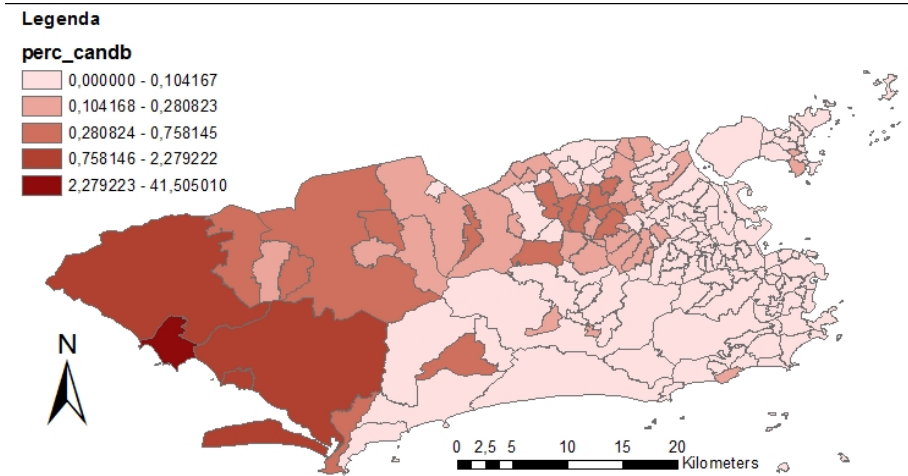 Legenda
perc_candb
0,000000 - 0,104167
0,104168 - 0,280823
0,280824 - 0,758145
0,758146 - 2,279222
2,279223 - 41,505010
N
0 2,5 5 10 15 20
Kilometers